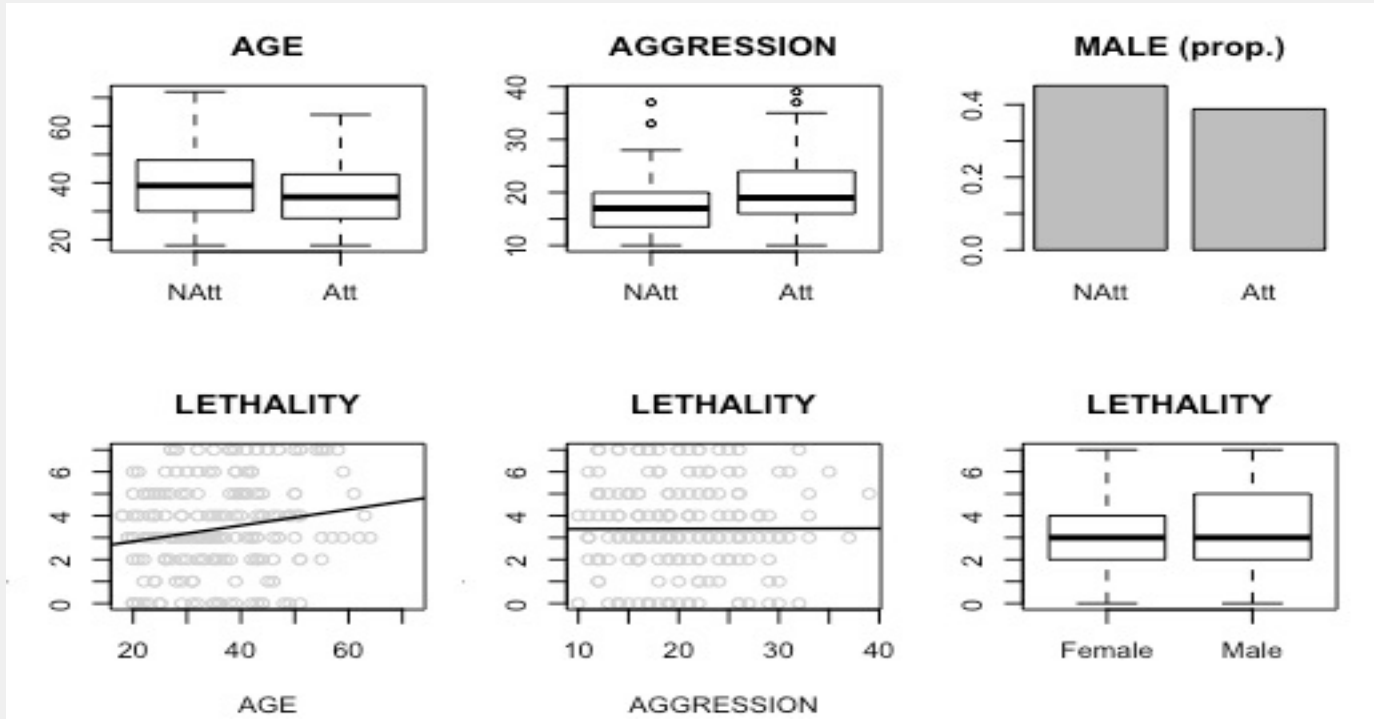 AGE
20 40 60
NAtt Att
AGGRESSION
10 20 30 40
NAtt Att
MALE (prop.)
0.0 0.2 0.4
NAtt Att
LETHALITY
0 2 4 6
20 40 60
AGE
LETHALITY
0 2 4 6
10 20 30 40
AGGRESSION
LETHALITY
0 2 4 6
Female Male